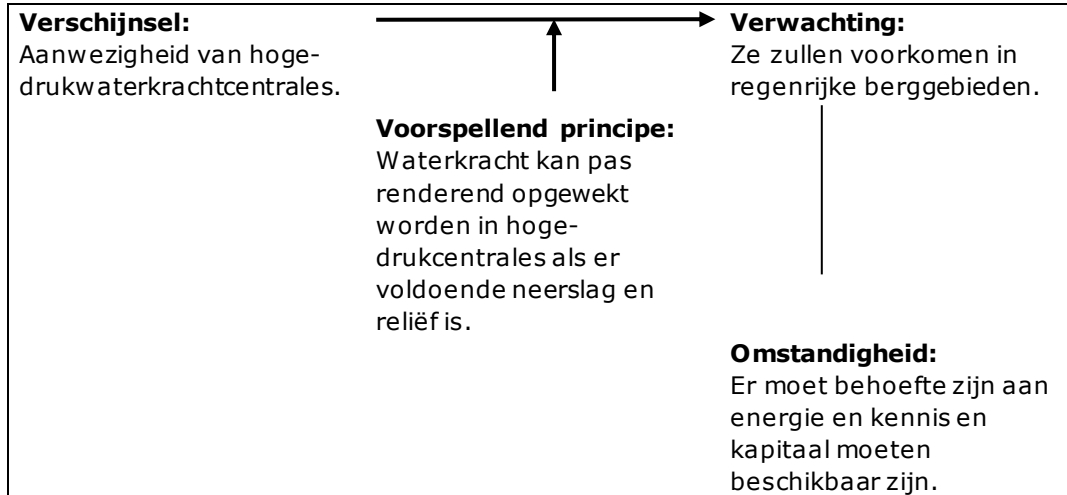 Verschijnsel:
Aanwezigheid van hoge-
drukwaterkrachtcentrales.
Verwachting:
Ze zullen voorkomen in
regenrijke berggebieden.
Voorspellend principe:
Waterkracht kan pas
renderend opgewekt
worden in hoge-
drukcentrales als er
voldoende neerslag en
reliëf is.
Omstandigheid:
Er moet behoefte zijn aan
energie en kennis en
kapitaal moeten
beschikbaar zijn.